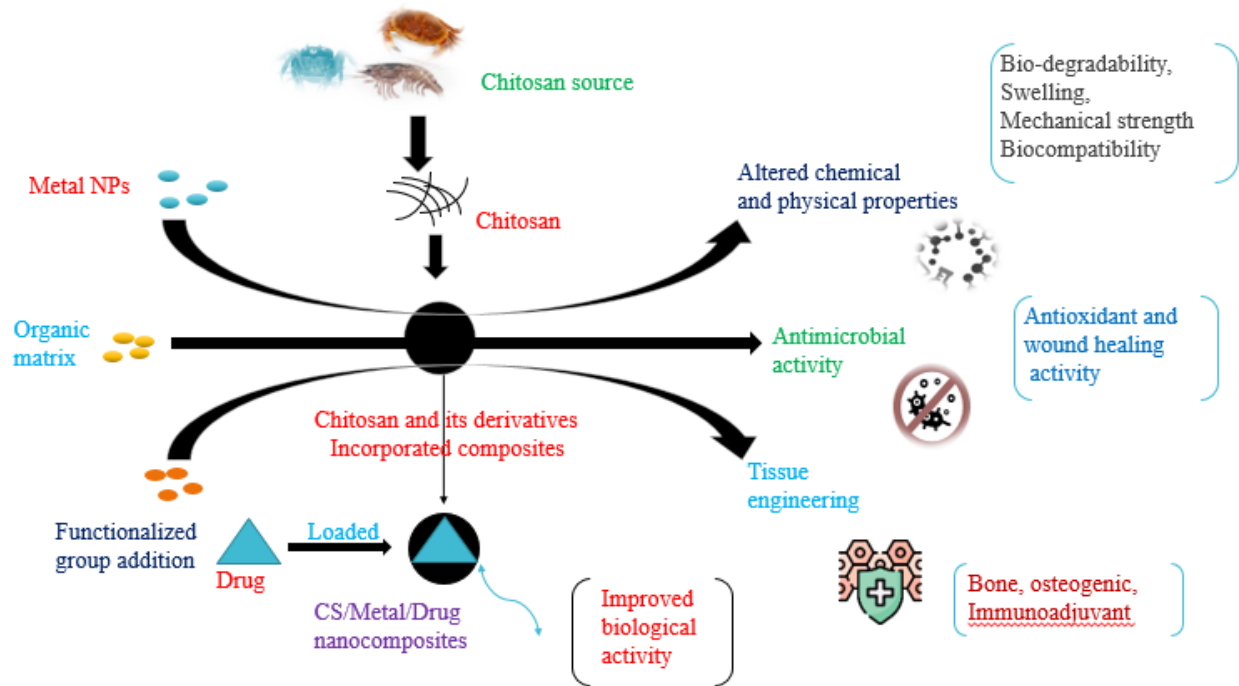 Chitosan source
Bio-degradability,
Swelling,
Mechanical strength
Biocompatibility
Metal NPs
Chitosan
Altered chemical
and physical properties
Organic
matrix
Antimicrobial
activity
Antioxidant and
wound healing
activity
Chitosan and its derivatives
Incorporated composites
Tissue
engineering
Functionalized
group addition
Drug
Loaded
CS/Metal/Drug
nanocomposites
Improved
biological
activity
Bone, osteogenic,
Immunoadjuvant